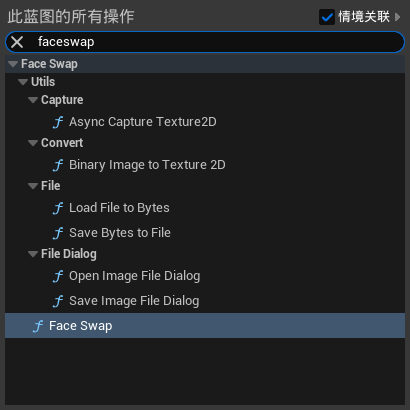 此蓝图的所有操作 情境关联
faceswap
Face Swap
Utils
Capture
Async Capture Texture2D
Convert
Binary Image to Texture 2D
File
Load File to Bytes
Save Bytes to File
File Dialog
Open Image File Dialog
Save Image File Dialog
Face Swap